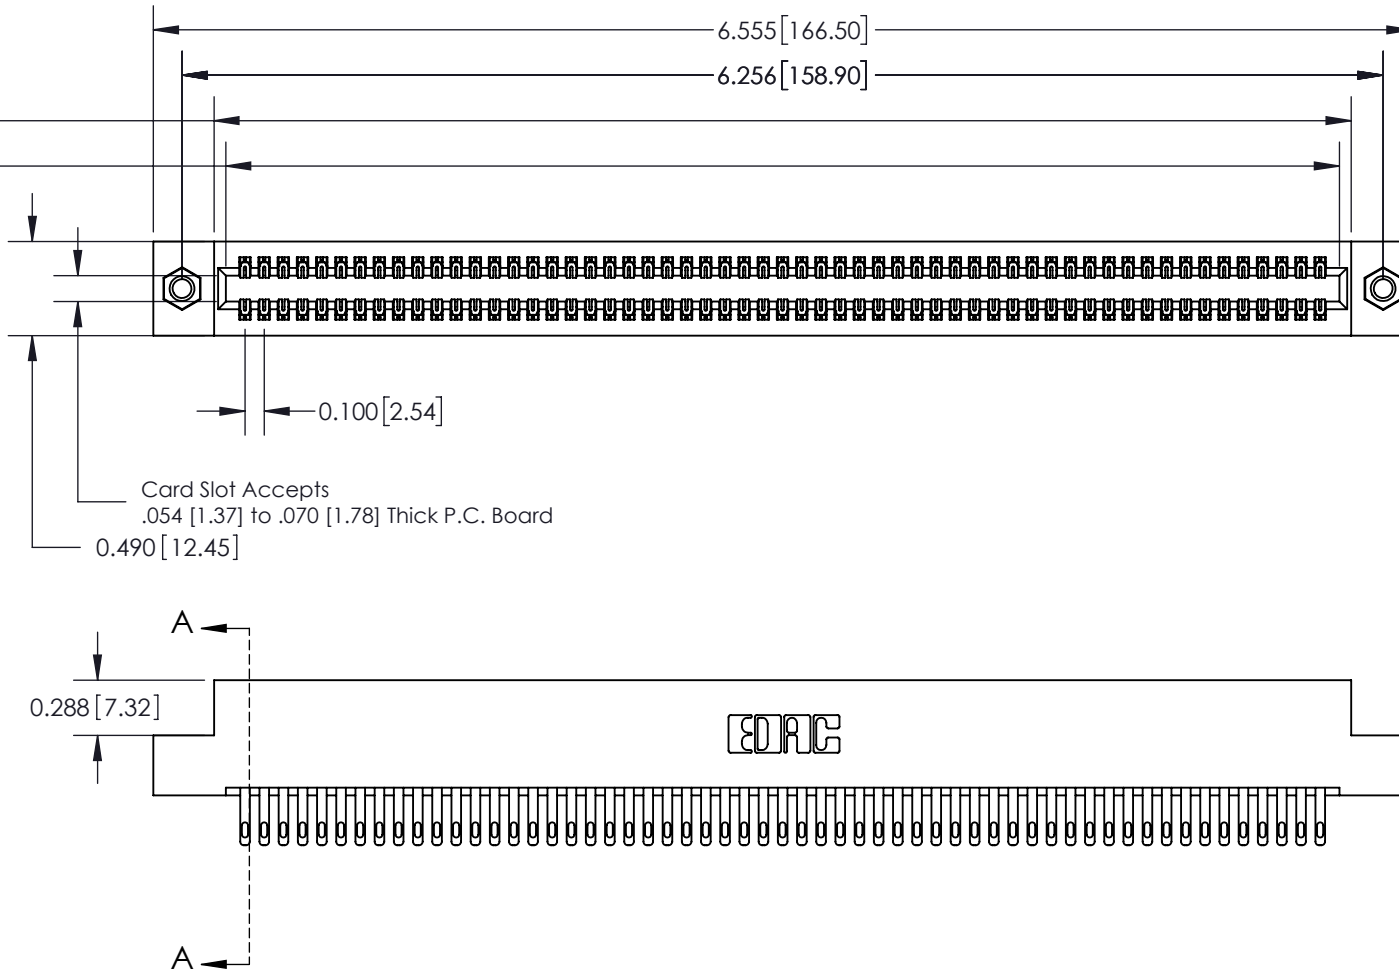 6.555[166.50]
6.256[158.90]
0.100[2.54]
Card Slot Accepts
.054 [1.37] to .070 [1.78] Thick P.C. Board
0.490[12.45]
A
0.288[7.32]
EDAC
A